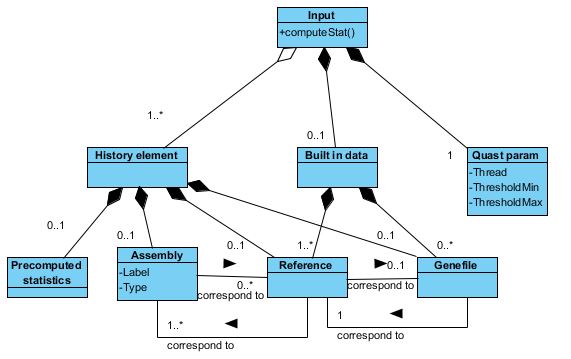 Input
+computeStat()
1..*
0..1
1
History element
Built in data
Quast param
-Thread
-ThresholdMin
-ThresholdMax
0..1
0..1
0..1
1..*
0..1
0..*
Precomputed
statistics
Assembly
-Label
-Type
Reference
Genefile
0..*
correspond to
0..1
correspond to
1..*
correspond to
1
correspond to